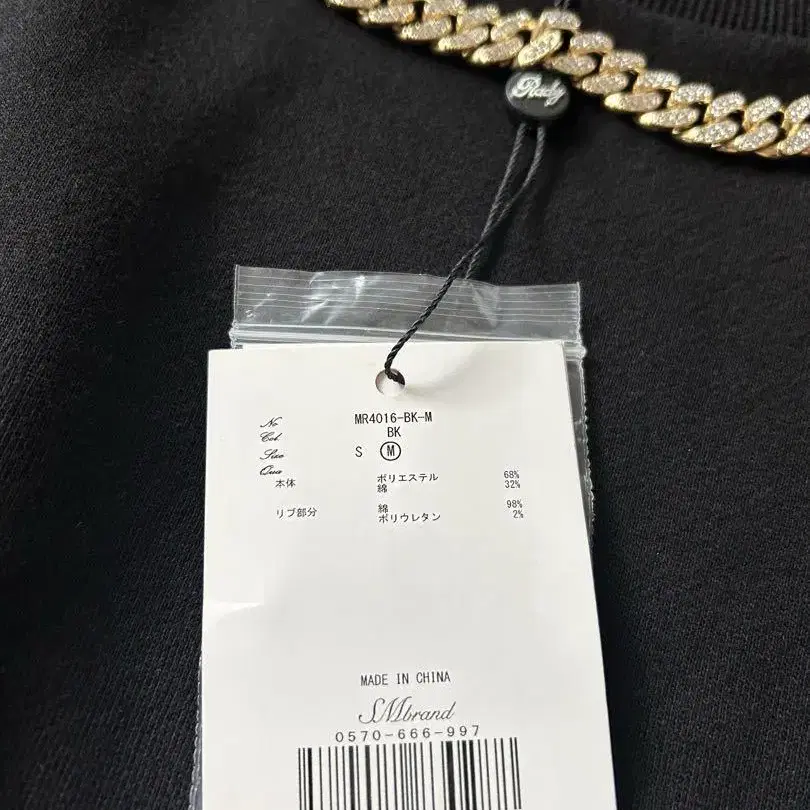 Rady
No MR4016-BK-M
Col. BK
Size S M
Qua
本体 ポリエステル 68%
綿 32%
リブ部分 綿 98%
ポリウレタン 2%
MADE IN CHINA
SMbrand
0570-666-997